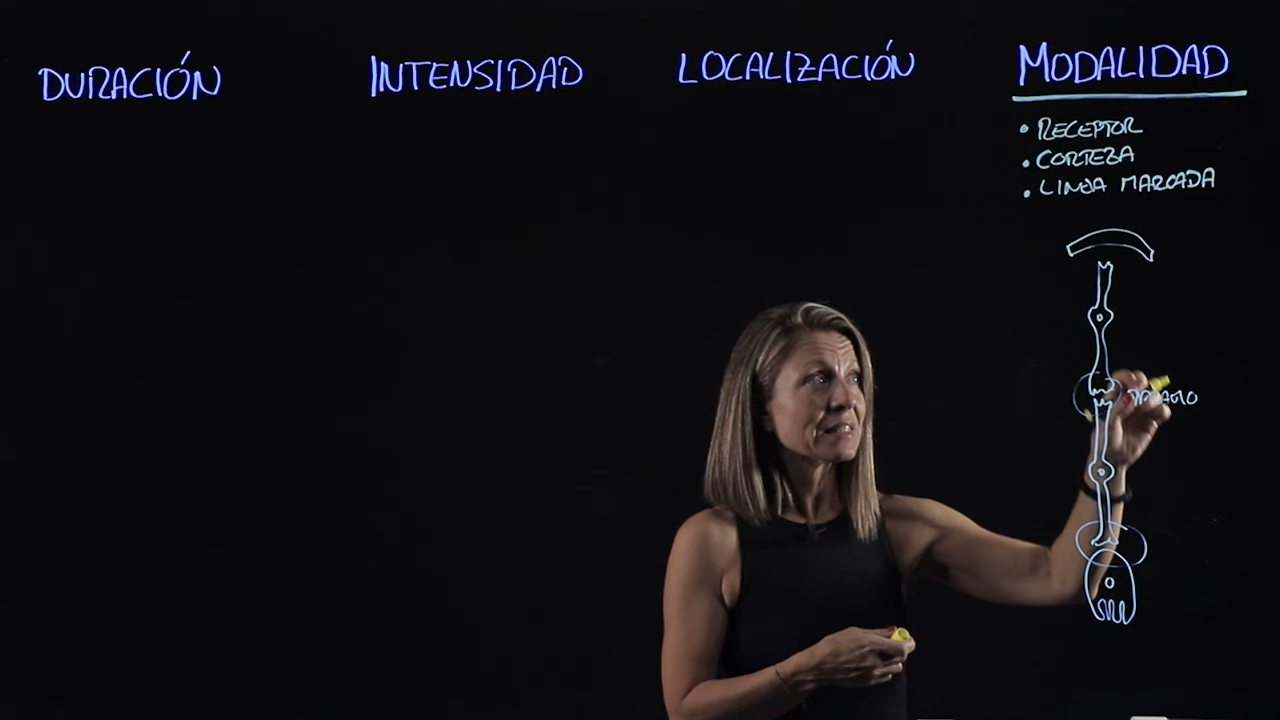 DURACIÓN
INTENSIDAD
LOCALIZACIÓN
MODALIDAD
• RECEPTOR
• CORTEZA
• LINEA MARCADA